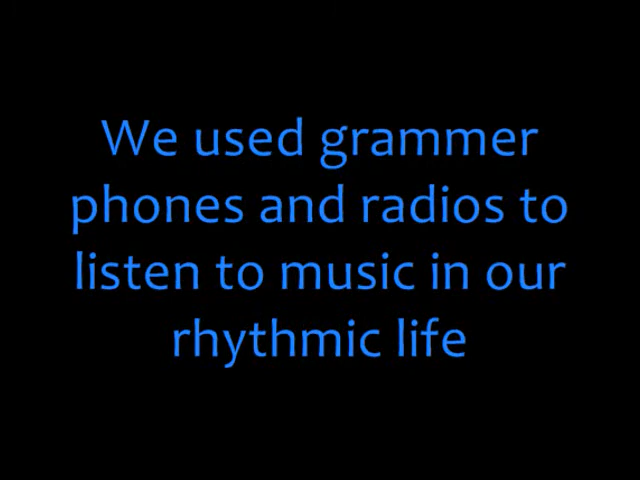 We used grammer
phones and radios to
listen to music in our
rhythmic life